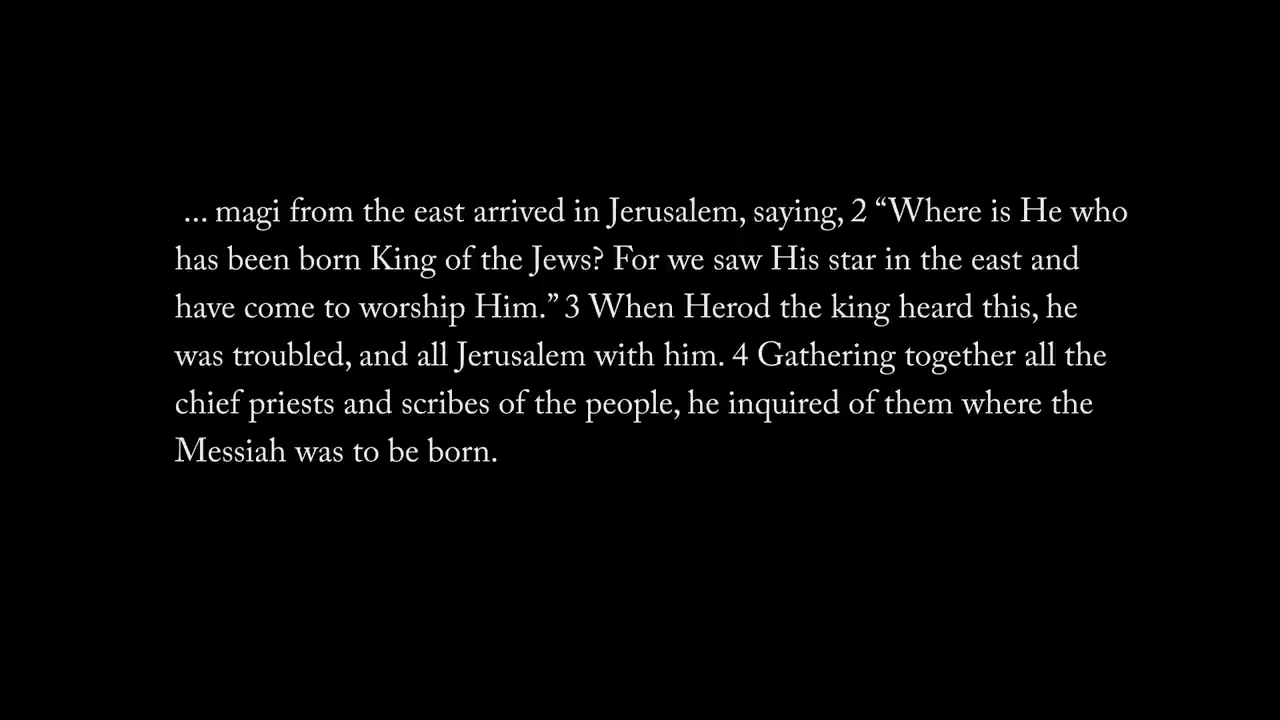 ... magi from the east arrived in Jerusalem, saying, 2 “Where is He who
has been born King of the Jews? For we saw His star in the east and
have come to worship Him.” 3 When Herod the king heard this, he
was troubled, and all Jerusalem with him. 4 Gathering together all the
chief priests and scribes of the people, he inquired of them where the
Messiah was to be born.